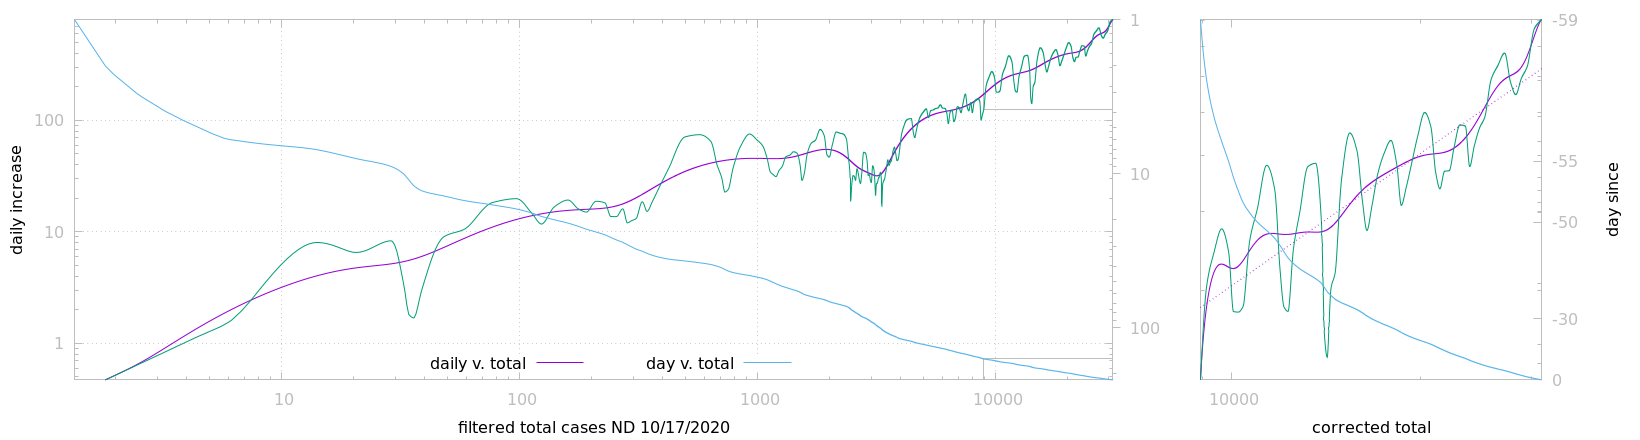 daily increase
100
10
1
10
100
1000
10000
1
10
100
daily v. total
day v. total
filtered total cases ND 10/17/2020
10000
-59
-55
-50
-30
0
day since
corrected total